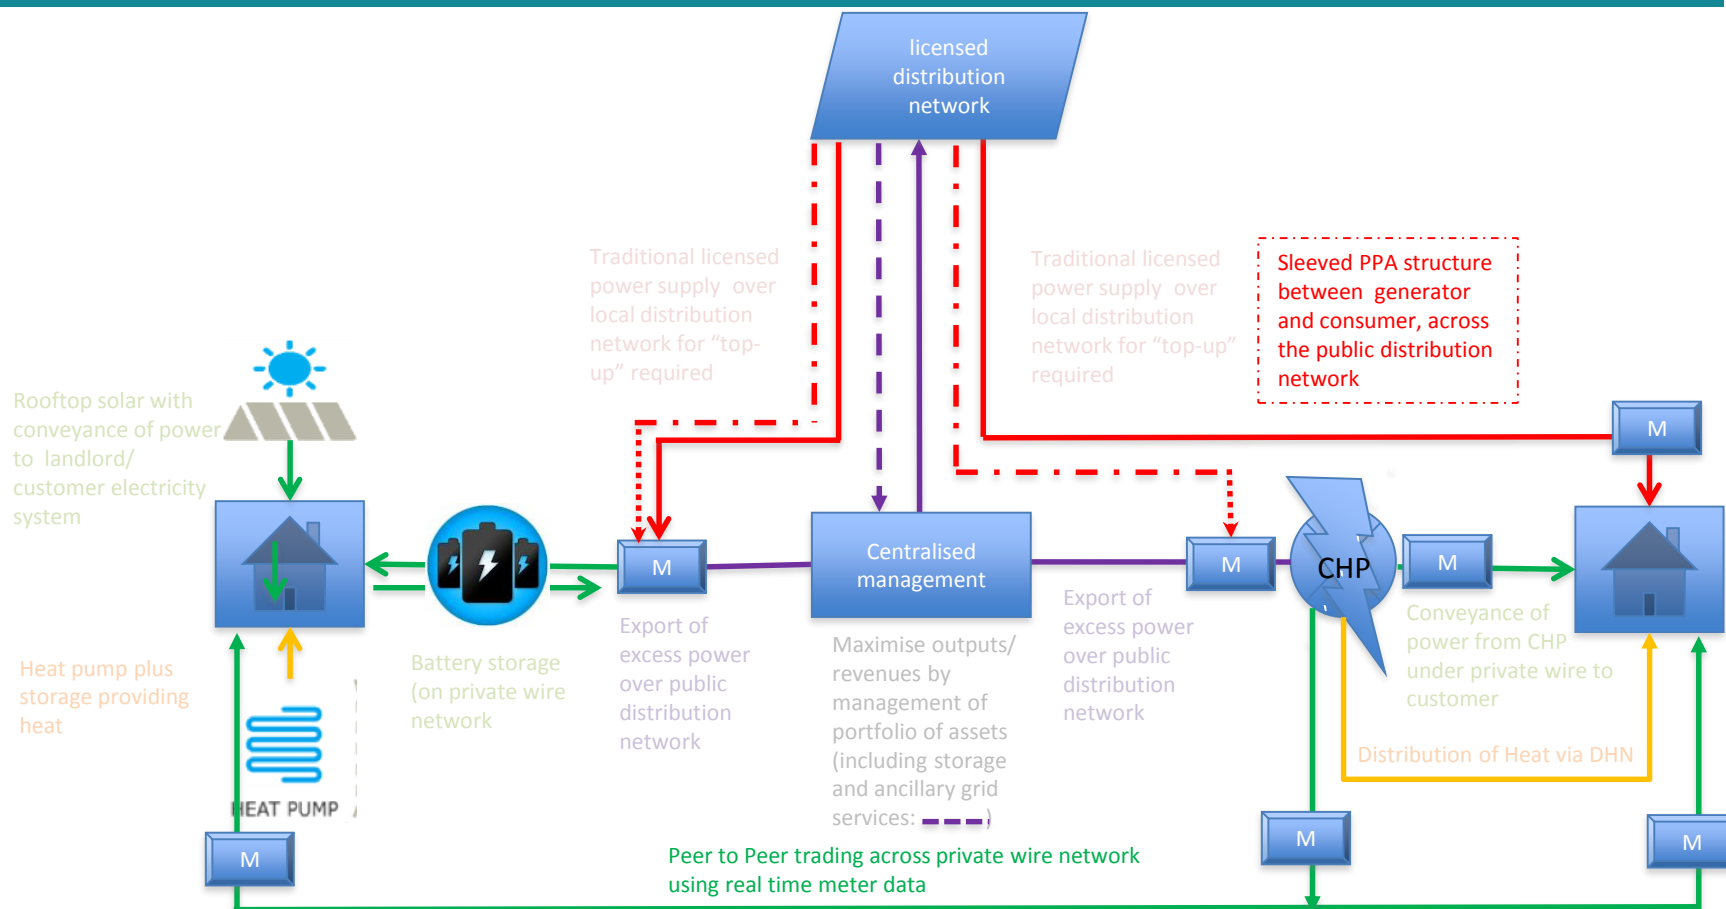 licensed
distribution
network
Traditional licensed
power supply over
local distribution
network for “top-
up” required
Traditional licensed
power supply over
local distribution
network for “top-up”
required
Sleeved PPA structure
between generator
and consumer, across
the public distribution
network
Rooftop solar with
conveyance of power
to landlord/
customer electricity
system
M
M
Centralised
management
M
CHP
M
Heat pump plus
storage providing
heat
Battery storage
(on private wire
network
Export of
excess power
over public
distribution
network
Maximise outputs/
revenues by
management of
portfolio of assets
(including storage
and ancillary grid
services: )
Export of
excess power
over public
distribution
network
Conveyance of
power from CHP
under private wire to
customer
Distribution of Heat via DHN
HEAT PUMP
M
M
M
Peer to Peer trading across private wire network
using real time meter data